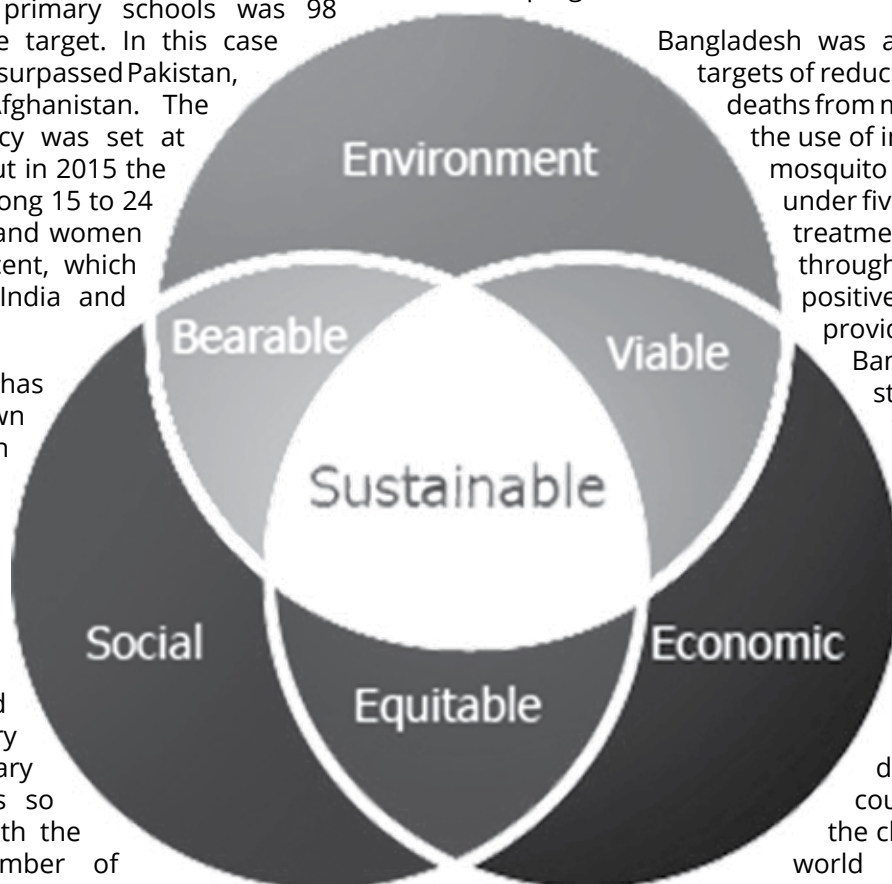 primary schools was 98
e target. In this case
surpassed Pakistan,
fghanistan. The
cy was set at
ut in 2015 the
ong 15 to 24
and women
ent, which
India and
has
wn
n
d
ry
ary
s so
th the
mber of
Environment
Bearable
Viable
Sustainable
Social
Economic
Equitable
Bangladesh was a
targets of reduc
deaths from
the use of
mosquito
under fiv
treatme
through
positive
provid
Ban
st
d
cou
the
world